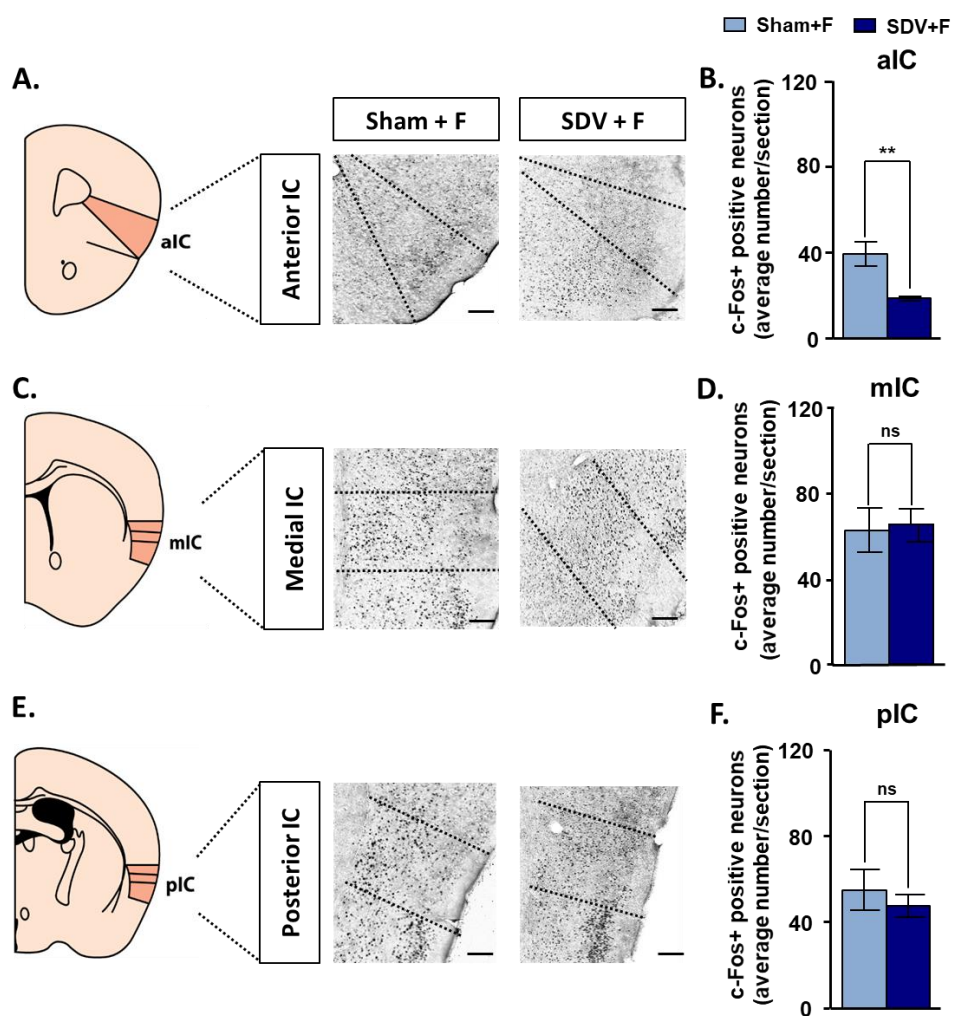 Sham+F SDV+F
A.
Sham + F
SDV + F
aIC
Anterior IC
B.
aIC
c-Fos+ positive neurons
(average number/section)
120
80
40
0
**
C.
mIC
Medial IC
D.
mIC
c-Fos+ positive neurons
(average number/section)
120
80
40
0
ns
E.
pIC
Posterior IC
F.
pIC
c-Fos+ positive neurons
(average number/section)
120
80
40
0
ns